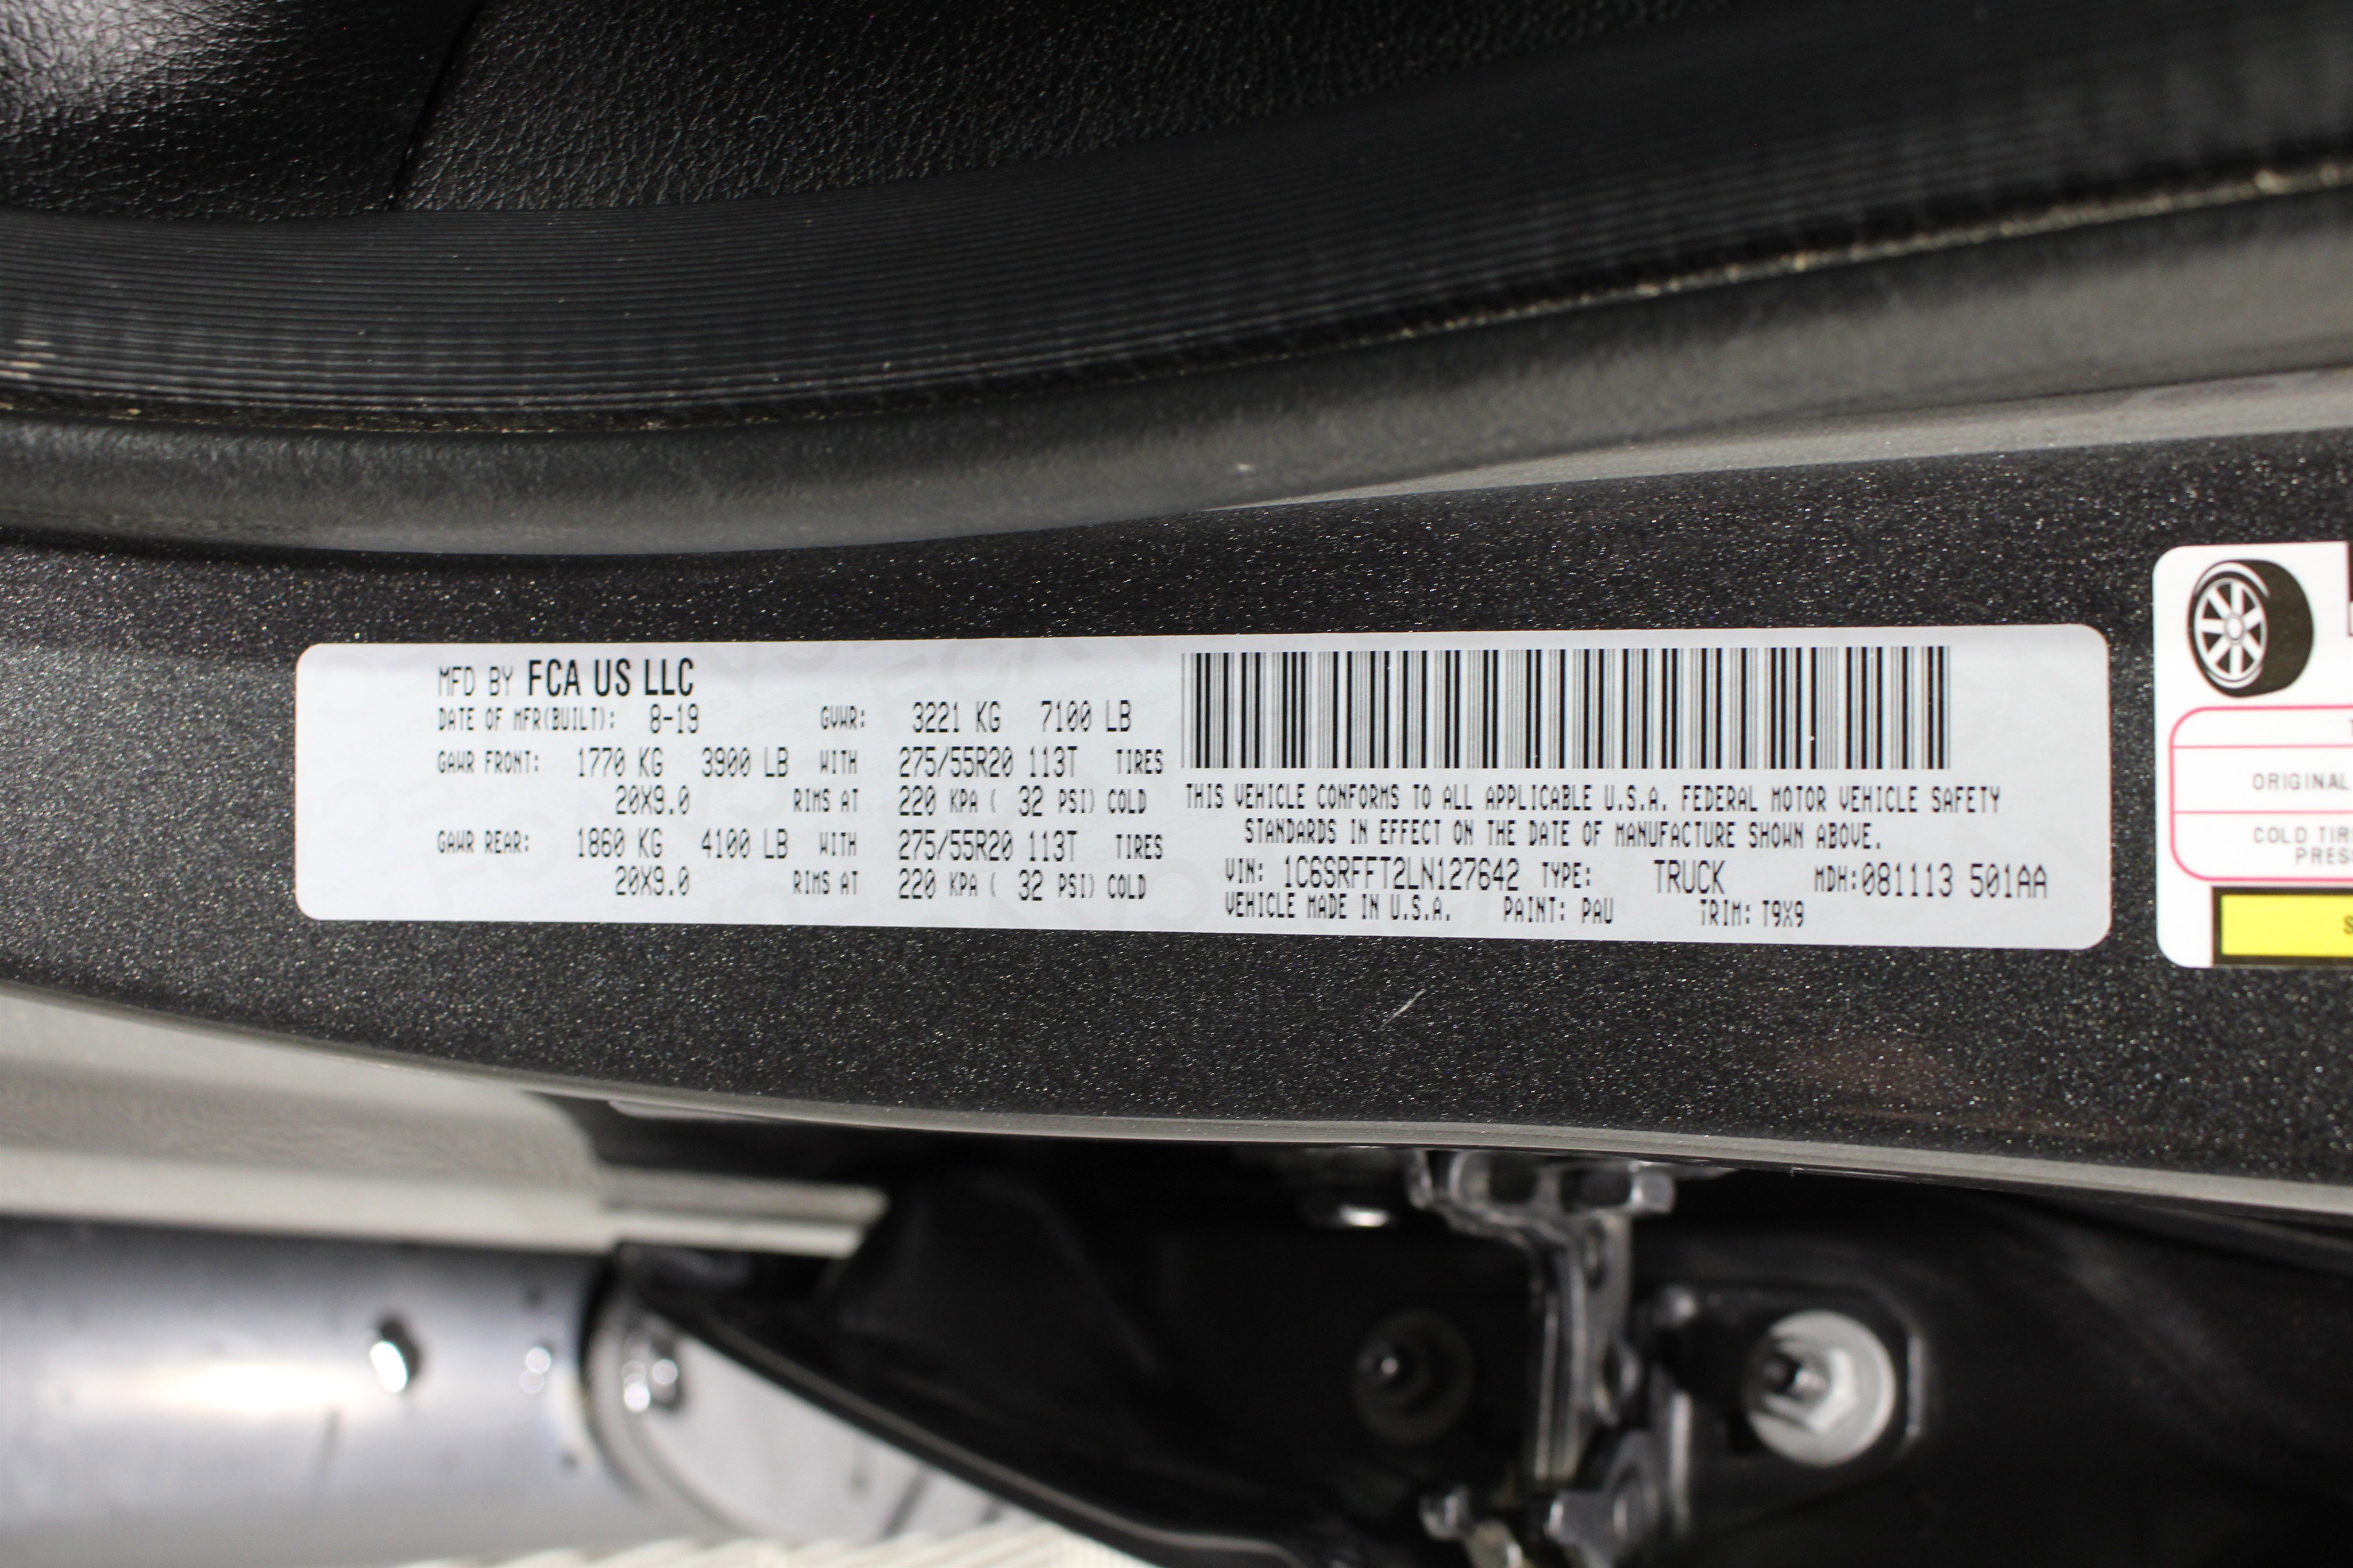 MFD BY FCA US LLC
DATE OF MFR(BUILT): 8-19 GVWR: 3221 KG 7100 LB
GAWR FRONT: 1770 KG 3900 LB WITH 275/55R20 113T TIRES
20X9.0 RIMS AT 220 KPA ( 32 PSI) COLD
GAWR REAR: 1860 KG 4100 LB WITH 275/55R20 113T TIRES
20X9.0 RIMS AT 220 KPA ( 32 PSI) COLD
THIS VEHICLE CONFORMS TO ALL APPLICABLE U.S.A. FEDERAL MOTOR VEHICLE SAFETY
STANDARDS IN EFFECT ON THE DATE OF MANUFACTURE SHOWN ABOVE.
VIN: 1C6SRFFT2LN127642 TYPE: TRUCK MDH:081113 501AA
VEHICLE MADE IN U.S.A. PAINT: PAU TRIM: T9X9
ORIGINAL
COLD